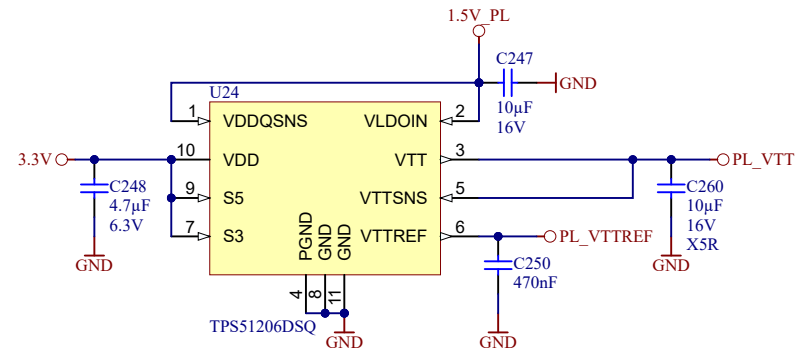 1.5V_PL
C247
GND
10µF
16V
U24
1
VDDQSNS
VLDOIN
2
3.3V
10
VDD
VTT
3
PL_VTT
C248
4.7µF
6.3V
GND
9
S5
VTTSNS
5
C260
10µF
16V
X5R
GND
7
S3
VTTREF
6
PL_VTTREF
C250
470nF
GND
PGND
GND
GND
4
8
11
TPS51206DSQ
GND